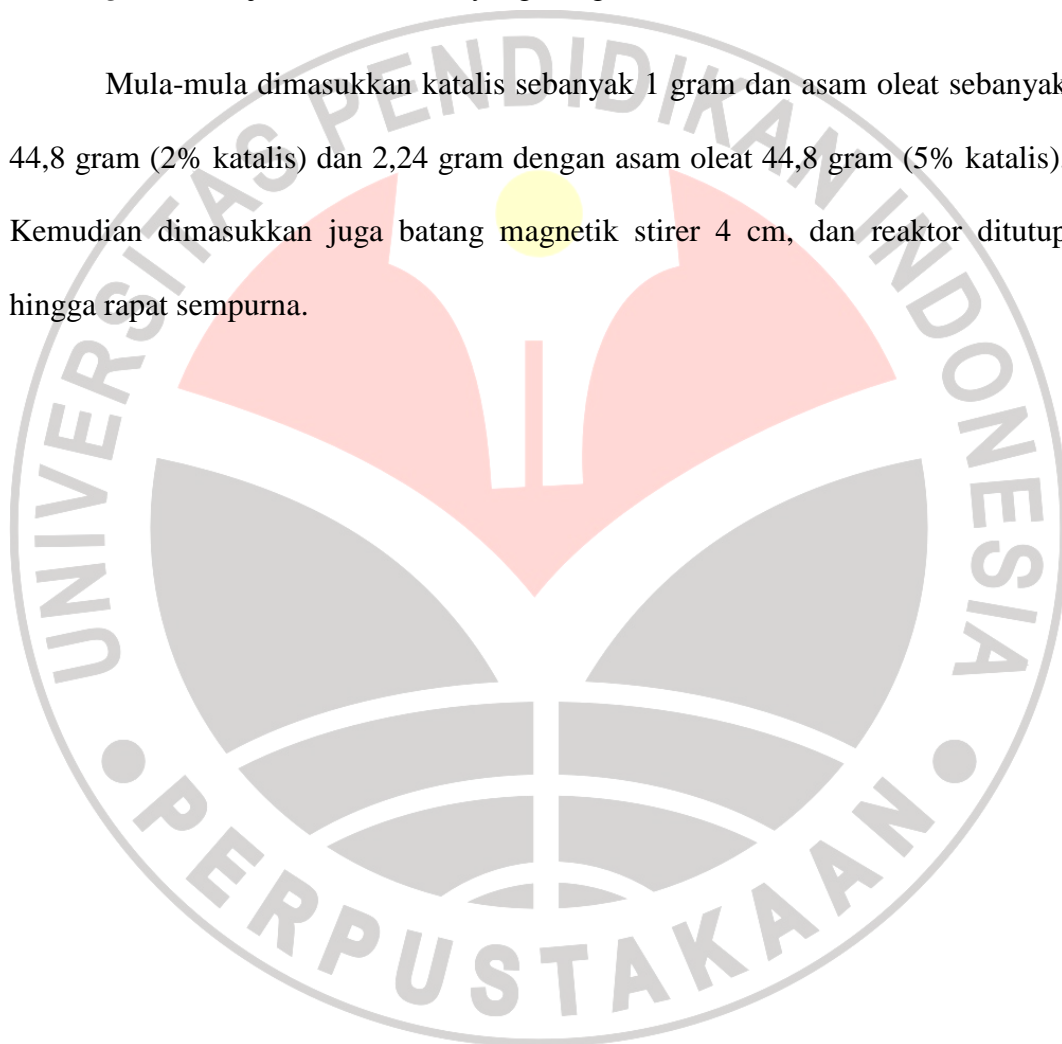 Mula-mula dimasukkan katalis sebanyak 1 gram dan asam oleat sebanyak
44,8 gram (2% katalis) dan 2,24 gram dengan asam oleat 44,8 gram (5% katalis)
Kemudian dimasukkan juga batang magnetik stirer 4 cm, dan reaktor ditutup
hingga rapat sempurna.
UNIVERSITAS PENDIDIKAN INDONESIA
PERPUSTAKAAN